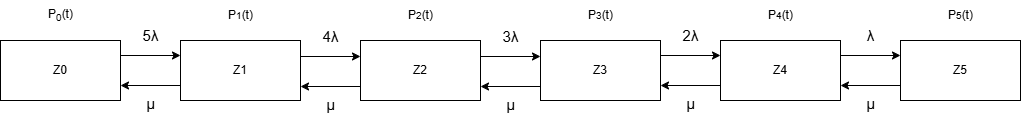 P₀(t) P₁(t) P₂(t) P₃(t) P₄(t) P₅(t)
5λ 4λ 3λ 2λ λ
Z0 Z1 Z2 Z3 Z4 Z5
μ μ μ μ μ